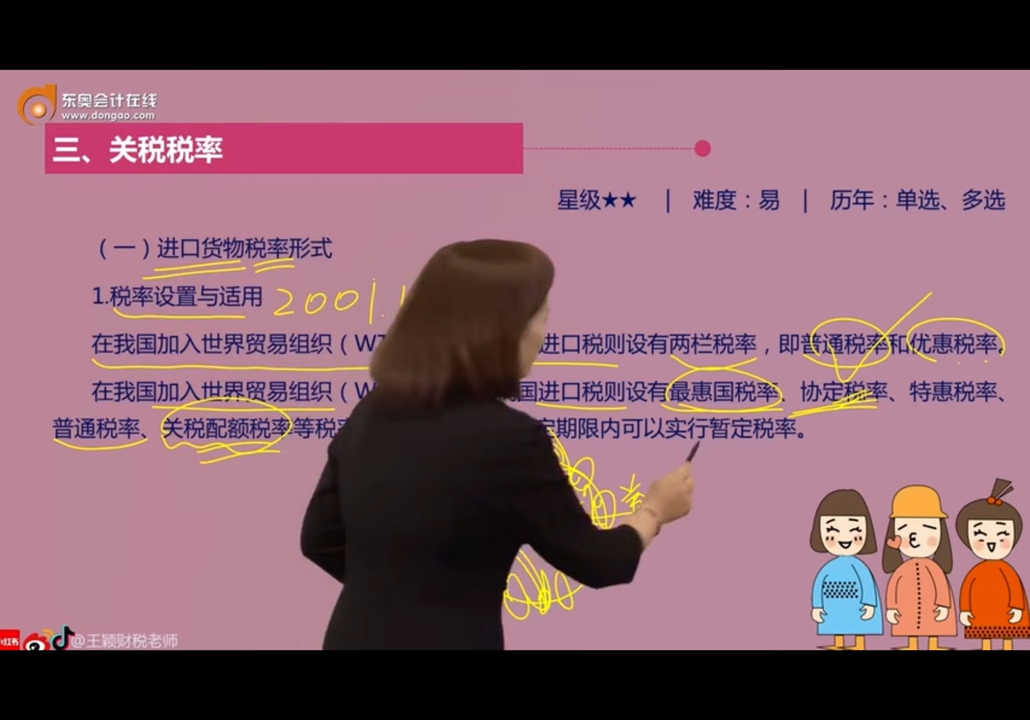 东奥会计在线
www.dongao.com
三、关税税率
星级★★ | 难度：易 | 历年：单选、多选
（一）进口货物税率形式
1.税率设置与适用 2001.
在我国加入世界贸易组织（W 进口税则设有两栏税率，即普通税率和优惠税率。
在我国加入世界贸易组织（W 国进口税则设有最惠国税率、协定税率、特惠税率、
普通税率、关税配额税率等税 期限内可以实行暂定税率。
小红书 @王颖财税老师